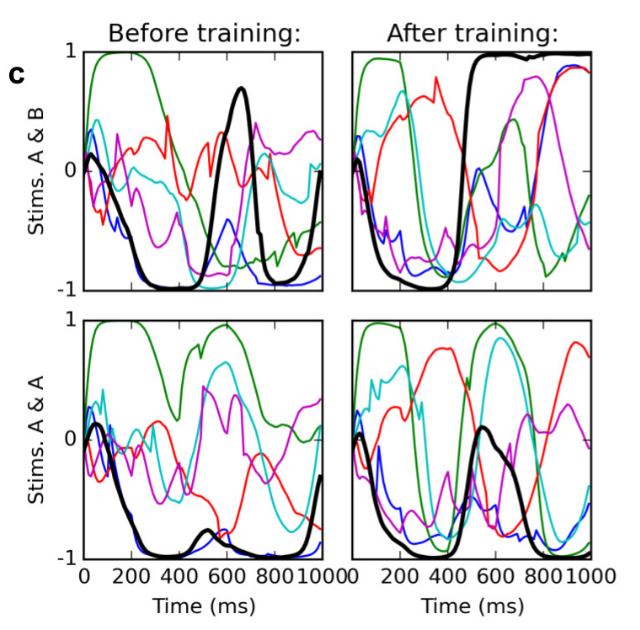 Before training:
After training:
c
Stims. A & B
1
0
-1
Stims. A & A
1
0
-1
0 200 400 600 800 1000
0 200 400 600 800 1000
Time (ms)
Time (ms)